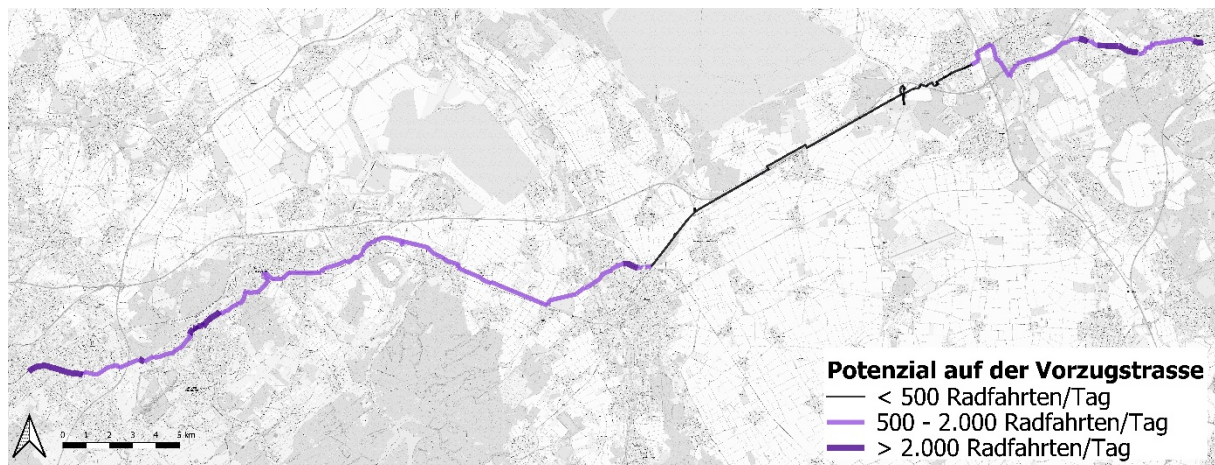 Potenzial auf der Vorzugstrasse
< 500 Radfahrten/Tag
500 - 2.000 Radfahrten/Tag
> 2.000 Radfahrten/Tag
0 1 2 3 4 5 km